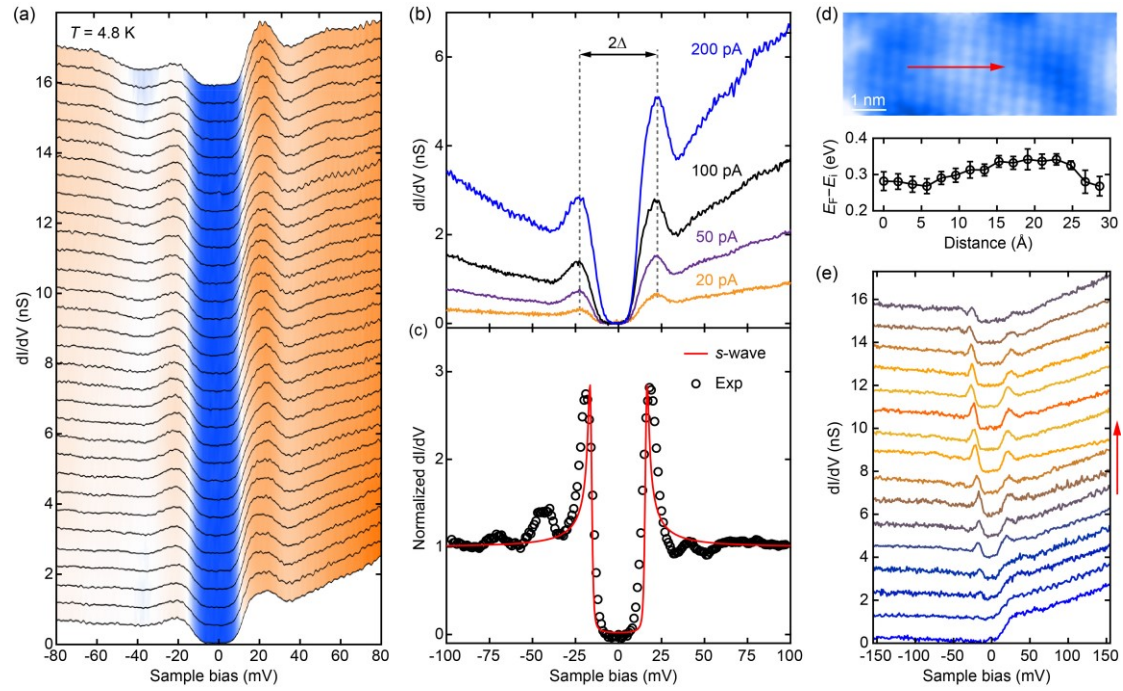 (a)
T = 4.8 K
dI/dV (nS)
16
14
12
10
8
6
4
2
0
-80 -60 -40 -20 0 20 40 60 80
Sample bias (mV)
(b)
2Δ
200 pA
100 pA
50 pA
20 pA
dI/dV (nS)
6
4
2
0
(c)
s-wave
Exp
Normalized dI/dV
3
2
1
0
-100 -75 -50 -25 0 25 50 75 100
Sample bias (mV)
(d)
1 nm
EF-Ei (eV)
0.4
0.3
0.2
0 5 10 15 20 25 30
Distance (Å)
(e)
dI/dV (nS)
16
14
12
10
8
6
4
2
0
-150 -100 -50 0 50 100 150
Sample bias (mV)